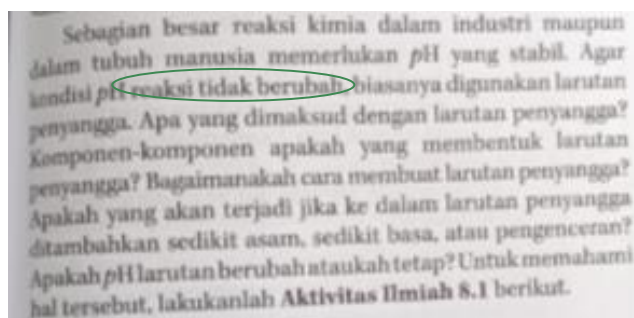 Sebagian besar reaksi kimia dalam industri maupun
dalam tubuh manusia memerlukan pH yang stabil. Agar
kondisi pH reaksi tidak berubah, biasanya digunakan larutan
penyangga. Apa yang dimaksud dengan larutan penyangga?
Komponen-komponen apakah yang membentuk larutan
penyangga? Bagaimanakah cara membuat larutan penyangga?
Apakah yang akan terjadi jika ke dalam larutan penyangga
ditambahkan sedikit asam, sedikit basa, atau pengenceran?
Apakah pH larutan berubah ataukah tetap? Untuk memahami
hal tersebut, lakukanlah Aktivitas Ilmiah 8.1 berikut.